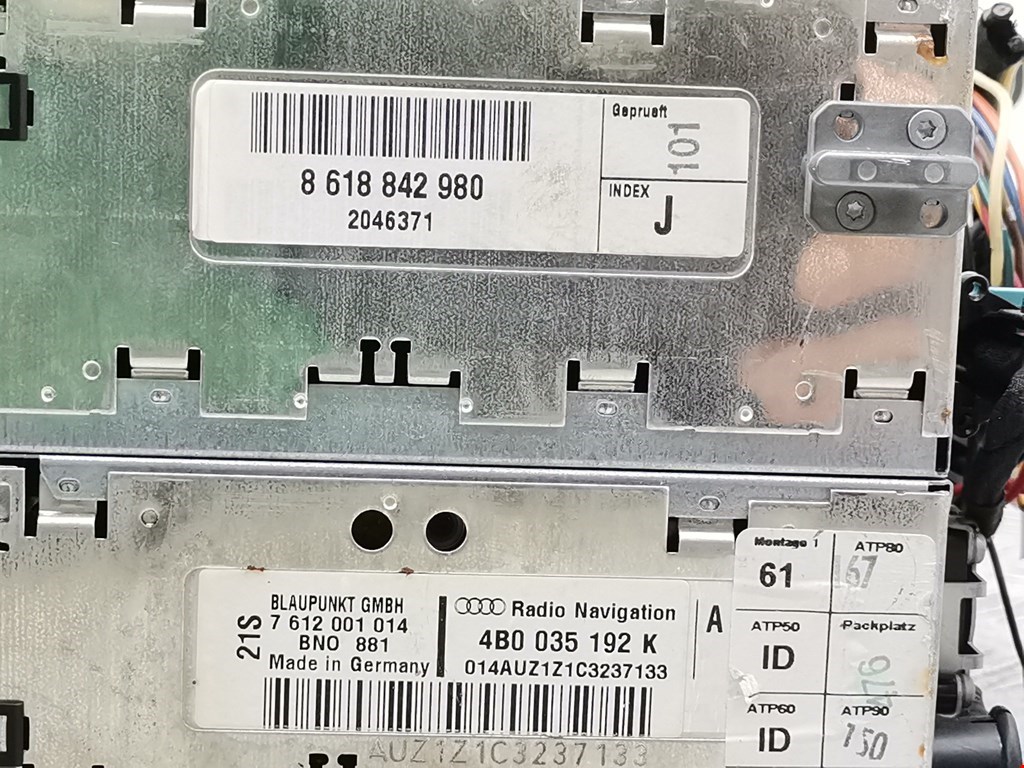 8 618 842 980
2046371
Geprueft
101
INDEX
J
21S
BLAUPUNKT GMBH
7 612 001 014
BNO 881
Made in Germany
Radio Navigation
4B0 035 192 K
014AUZ1Z1C3237133
A
AUZ1Z1C3237133
Montage 1
61
ATP80
67
ATP50
ID
Packplatz
ATP60
ID
ATP90
150